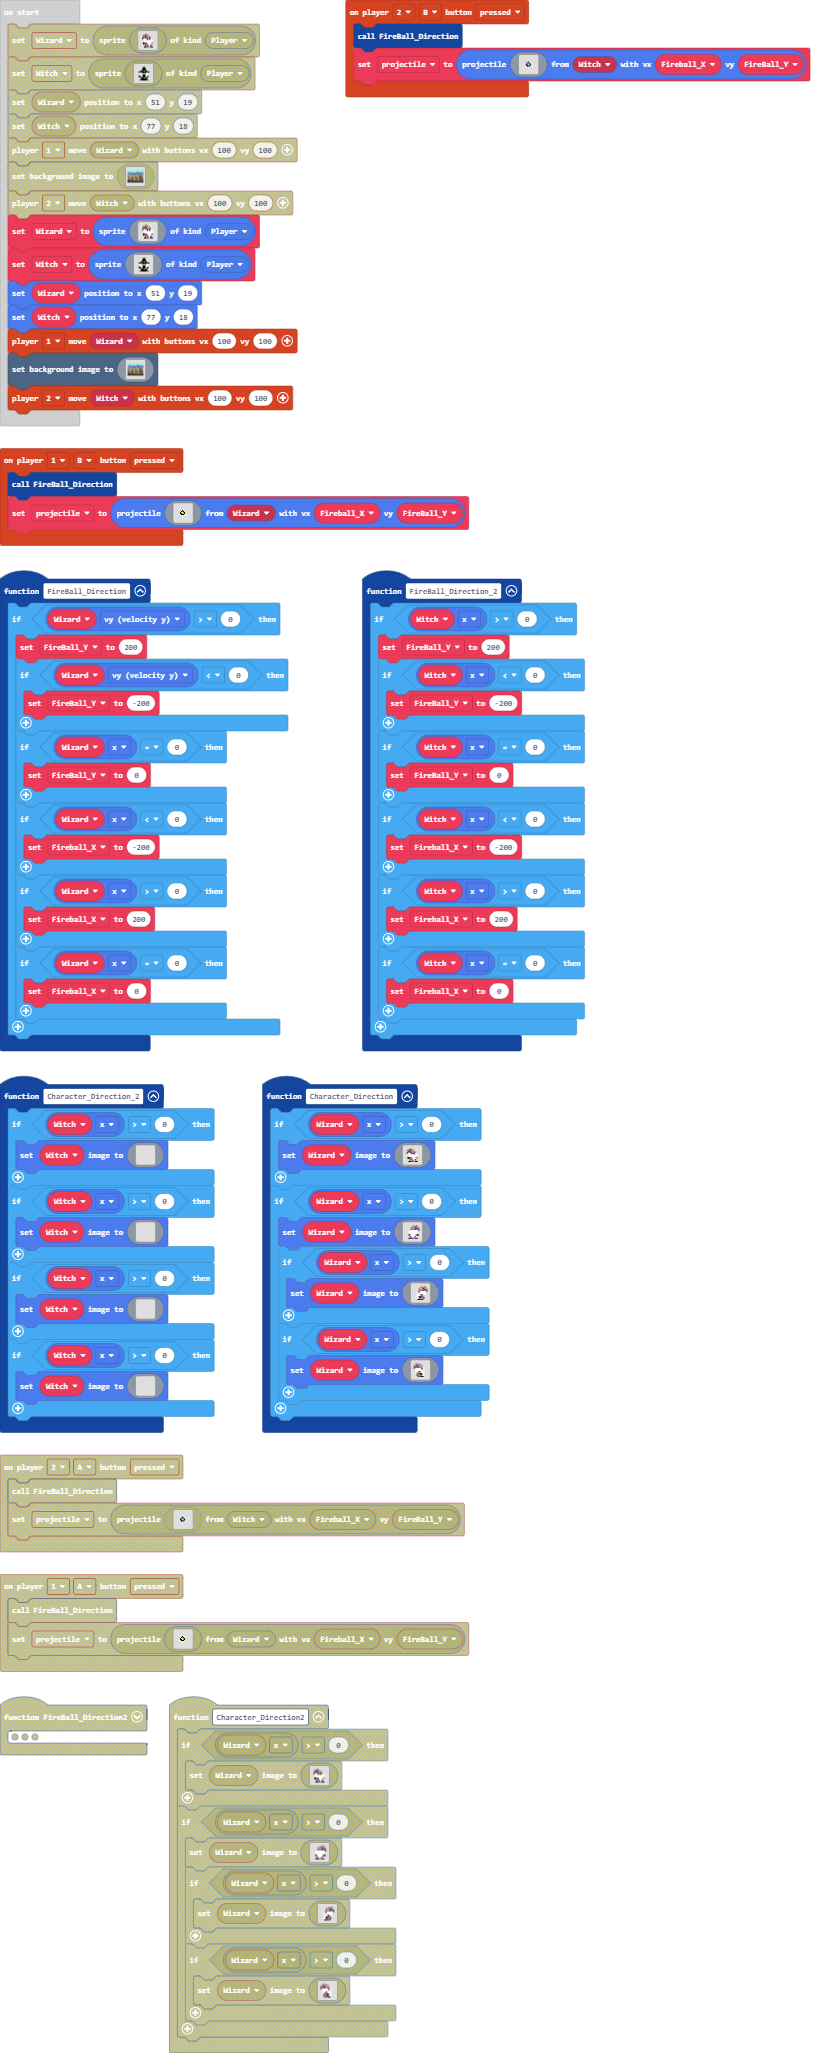 on start
set Wizard to sprite of kind Player
set Witch to sprite of kind Player
set Wizard position to x 51 y 19
set Witch position to x 77 y 18
player 1 move Wizard with buttons vx 100 vy 100
set background image to
player 2 move Witch with buttons vx 100 vy 100
set Wizard to sprite of kind Player
set Witch to sprite of kind Player
set Wizard position to x 51 y 19
set Witch position to x 77 y 18
player 1 move Wizard with buttons vx 100 vy 100
set background image to
player 2 move Witch with buttons vx 100 vy 100
on player 2 B button pressed
call FireBall_Direction
set projectile to projectile from Witch with vx Fireball_X vy FireBall_Y
on player 1 B button pressed
call FireBall_Direction
set projectile to projectile from Wizard with vx Fireball_X vy FireBall_Y
function FireBall_Direction
if Wizard vy (velocity y) > 0 then
set FireBall_Y to 200
if Wizard vy (velocity y) < 0 then
set FireBall_Y to -200
if Wizard x = 0 then
set FireBall_Y to 0
if Wizard x < 0 then
set Fireball_X to -200
if Wizard x > 0 then
set Fireball_X to 200
if Wizard x = 0 then
set Fireball_X to 0
function FireBall_Direction_2
if Witch x > 0 then
set FireBall_Y to 200
if Witch x < 0 then
set FireBall_Y to -200
if Witch x = 0 then
set FireBall_Y to 0
if Witch x < 0 then
set Fireball_X to -200
if Witch x > 0 then
set Fireball_X to 200
if Witch x = 0 then
set Fireball_X to 0
function Character_Direction_2
if Witch x > 0 then
set Witch image to
if Witch x > 0 then
set Witch image to
if Witch x > 0 then
set Witch image to
if Witch x > 0 then
set Witch image to
function Character_Direction
if Wizard x > 0 then
set Wizard image to
if Wizard x > 0 then
set Wizard image to
if Wizard x > 0 then
set Wizard image to
if Wizard x > 0 then
set Wizard image to
on player 2 A button pressed
call FireBall_Direction
set projectile to projectile from Witch with vx Fireball_X vy FireBall_Y
on player 1 A button pressed
call FireBall_Direction
set projectile to projectile from Wizard with vx Fireball_X vy FireBall_Y
function FireBall_Direction2
function Character_Direction2
if Wizard x > 0 then
set Wizard image to
if Wizard x > 0 then
set Wizard image to
if Wizard x > 0 then
set Wizard image to
if Wizard x > 0 then
set Wizard image to